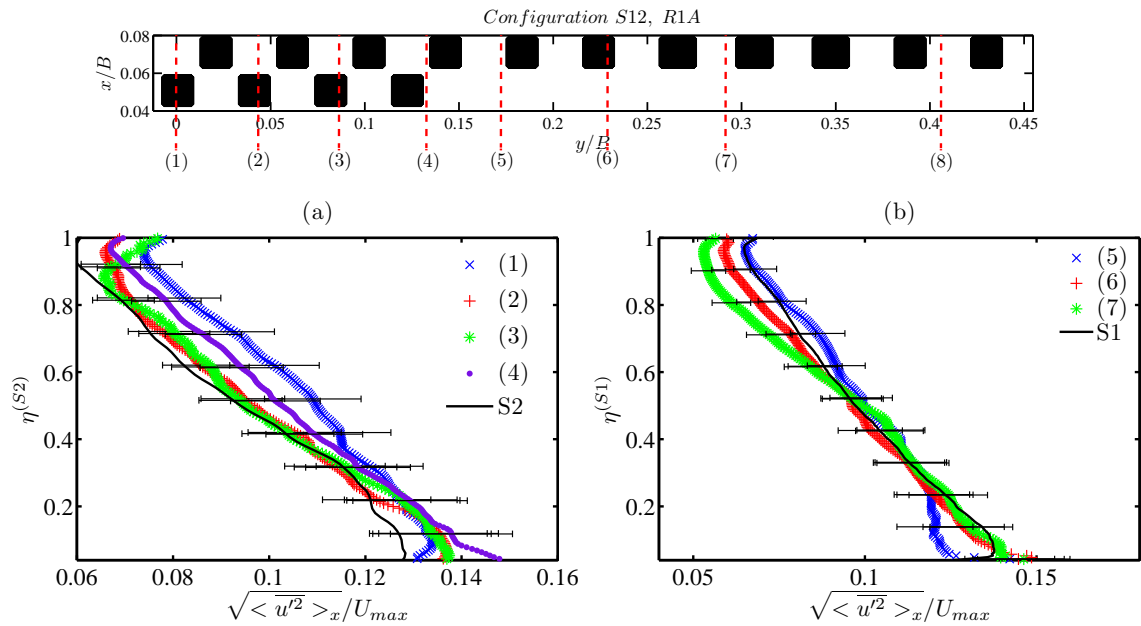 Configuration S12, R1A
0.08
0.06
0.04
x/B
0 0.05 0.1 0.15 0.2 0.25 0.3 0.35 0.4 0.45
y/B
(1) (2) (3) (4) (5) (6) (7) (8)
(a)
1
0.8
0.6
0.4
0.2
η^(S2)
0.06 0.08 0.1 0.12 0.14 0.16
√<u'²>ₓ/U_max
(1)
(2)
(3)
(4)
S2
(b)
1
0.8
0.6
0.4
0.2
η^(S1)
0.05 0.1 0.15
√<u'²>ₓ/U_max
(5)
(6)
(7)
S1